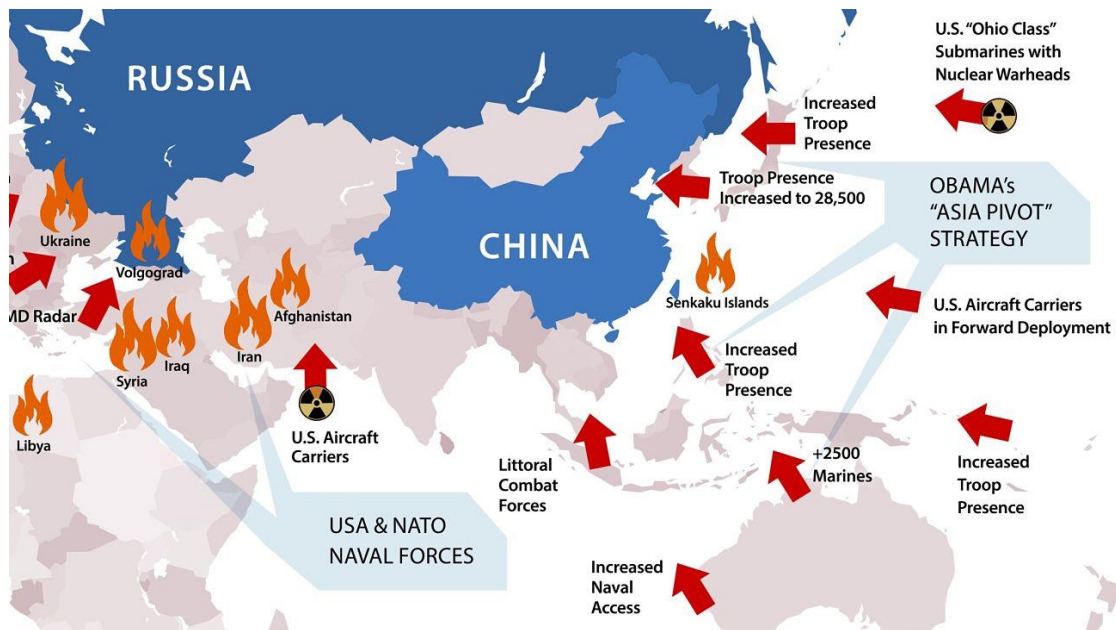 U.S. "Ohio Class"
Submarines with
Nuclear Warheads
RUSSIA
Increased
Troop
Presence
Troop Presence
Increased to 28,500
OBAMA's
"ASIA PIVOT"
STRATEGY
Ukraine
Volgograd
CHINA
Senkaku Islands
MD Radar
Afghanistan
U.S. Aircraft Carriers
in Forward Deployment
Iran
Iraq
Syria
Increased
Troop
Presence
Libya
U.S. Aircraft
Carriers
Littoral
Combat
Forces
+2500
Marines
Increased
Troop
Presence
USA & NATO
NAVAL FORCES
Increased
Naval
Access